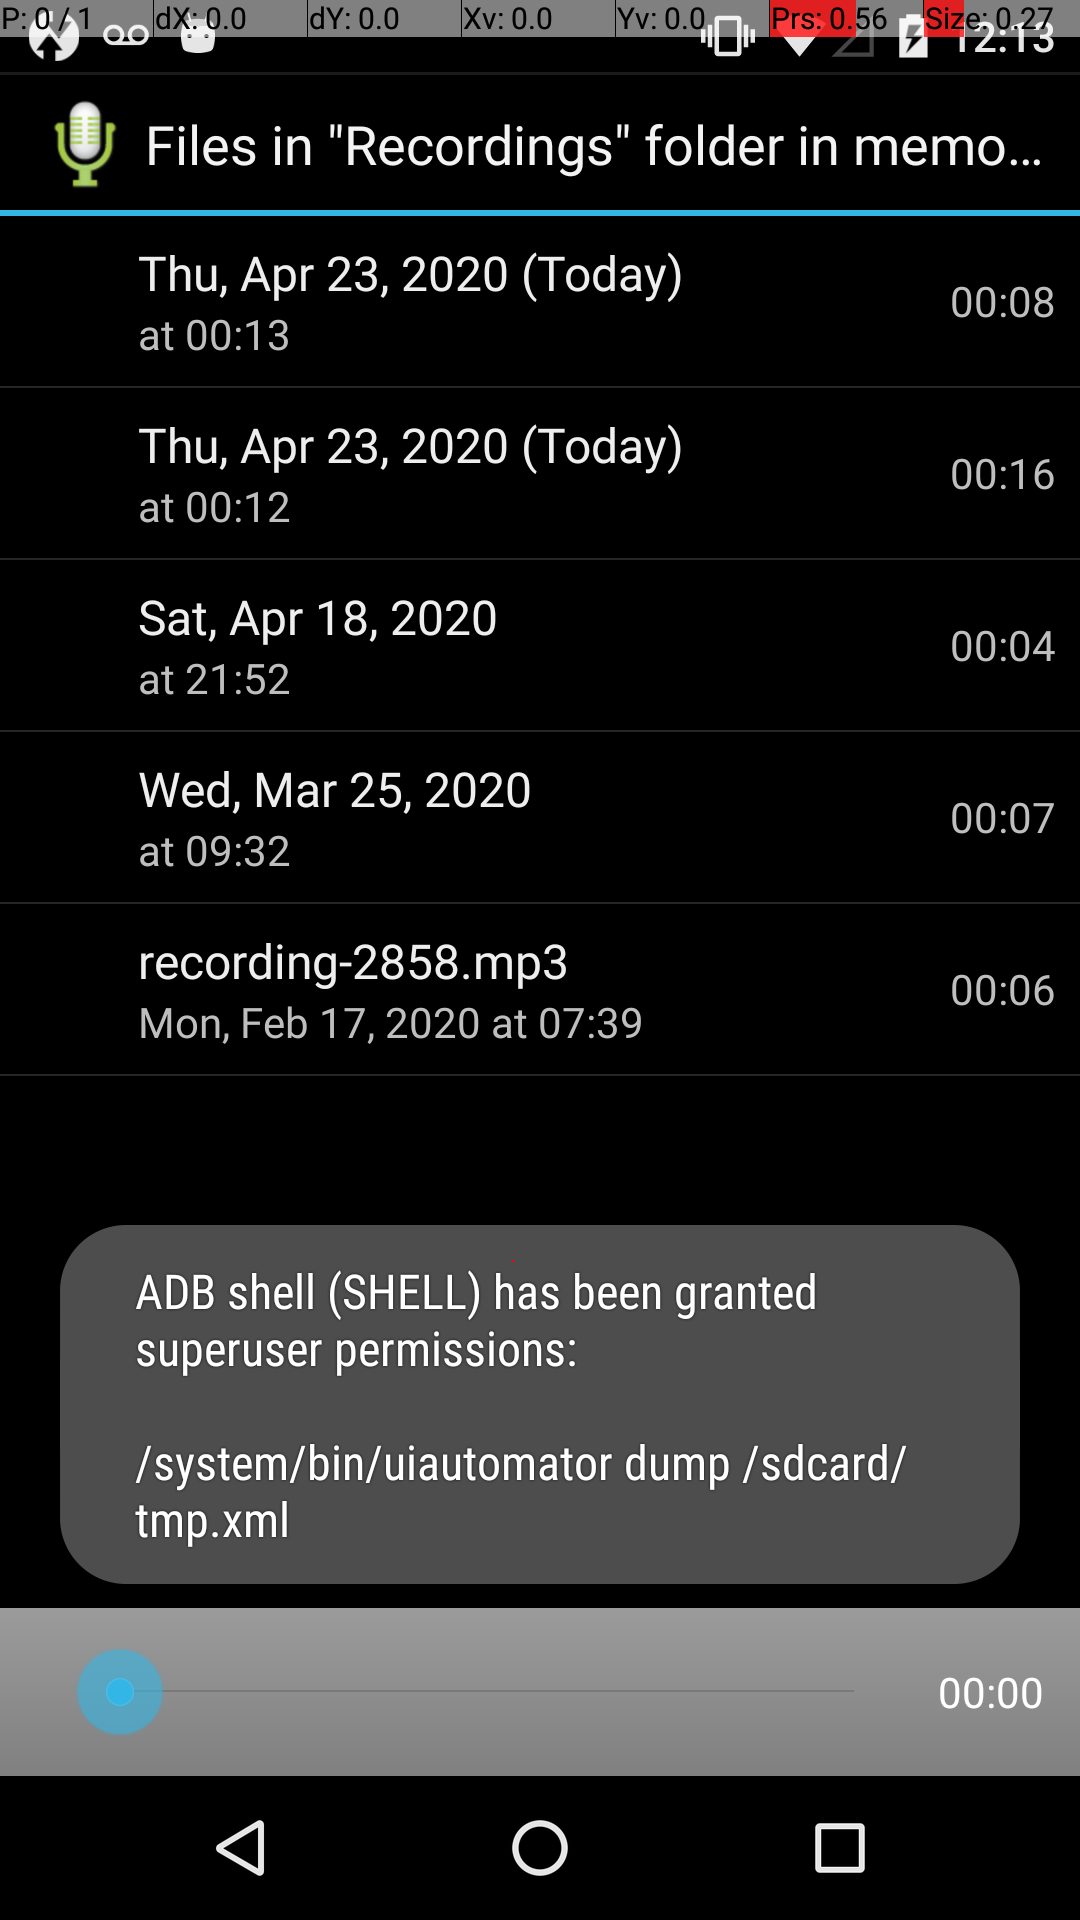 P: 0 / 1 dX: 0.0 dY: 0.0 Xv: 0.0 Yv: 0.0 Prs: 0.56 Size: 0.27
12:13
Files in "Recordings" folder in memo...
Thu, Apr 23, 2020 (Today)
at 00:13
00:08
Thu, Apr 23, 2020 (Today)
at 00:12
00:16
Sat, Apr 18, 2020
at 21:52
00:04
Wed, Mar 25, 2020
at 09:32
00:07
recording-2858.mp3
Mon, Feb 17, 2020 at 07:39
00:06
ADB shell (SHELL) has been granted
superuser permissions:
/system/bin/uiautomator dump /sdcard/
tmp.xml
00:00